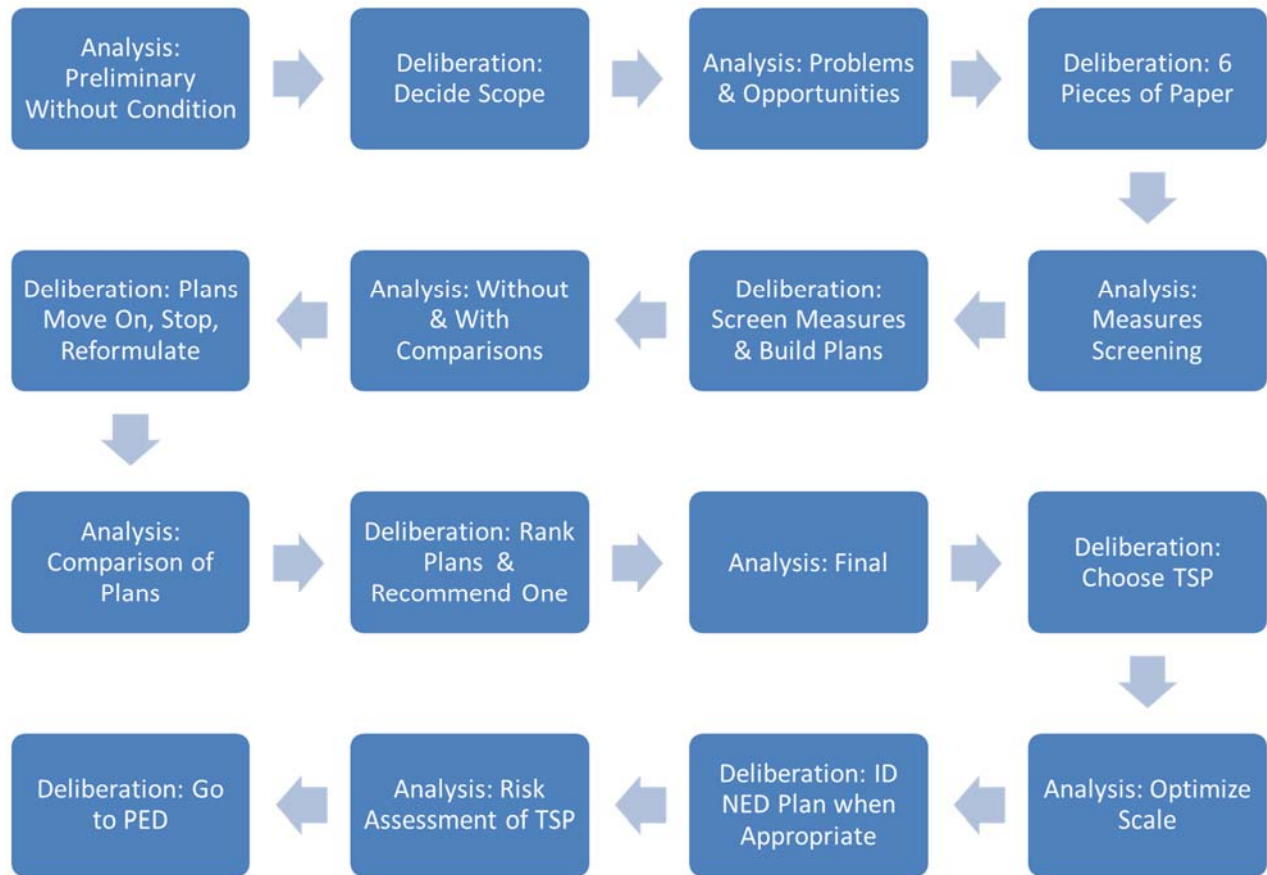 Analysis:
Preliminary
Without Condition
Deliberation:
Decide Scope
Analysis: Problems
& Opportunities
Deliberation: 6
Pieces of Paper
Analysis:
Measures
Screening
Deliberation:
Screen Measures
& Build Plans
Analysis: Without
& With
Comparisons
Deliberation: Plans
Move On, Stop,
Reformulate
Analysis:
Comparison of
Plans
Deliberation: Rank
Plans & 
Recommend One
Analysis: Final
Deliberation:
Choose TSP
Analysis: Optimize
Scale
Deliberation: ID
NED Plan when
Appropriate
Analysis: Risk
Assessment of TSP
Deliberation: Go
to PED